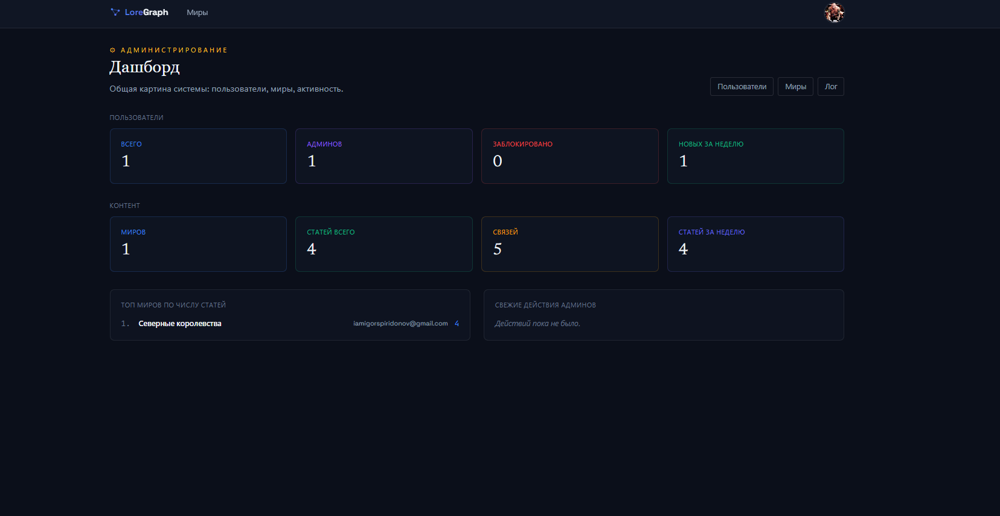 LoreGraph Миры
⚙ АДМИНИСТРИРОВАНИЕ
Дашборд
Общая картина системы: пользователи, миры, активность.
Пользователи Миры Лог
ПОЛЬЗОВАТЕЛИ
ВСЕГО АДМИНОВ ЗАБЛОКИРОВАНО НОВЫХ ЗА НЕДЕЛЮ
1 1 0 1
КОНТЕНТ
МИРОВ СТАТЕЙ ВСЕГО СВЯЗЕЙ СТАТЕЙ ЗА НЕДЕЛЮ
1 4 5 4
ТОП МИРОВ ПО ЧИСЛУ СТАТЕЙ
1. Северные королевства iamigorspiridonov@gmail.com 4
СВЕЖИЕ ДЕЙСТВИЯ АДМИНОВ
Действий пока не было.